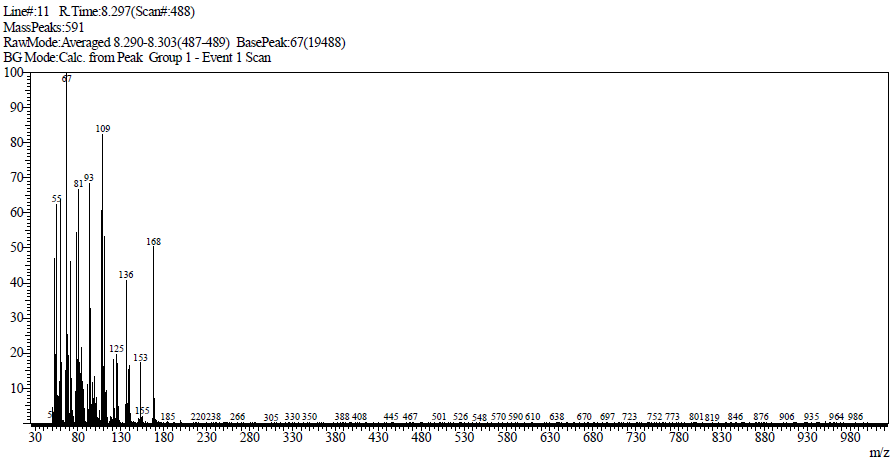 Line#:11 R.Time:8.297(Scan#:488)
MassPeaks:591
RawMode:Averaged 8.290-8.303(487-489) BasePeak:67(19488)
BG Mode:Calc. from Peak Group 1 - Event 1 Scan
100
67
90
109
80
81 93
70
55
60
168
50
136
40
30
125
20
153
10
155 185 220 238 266 305 330 350 388 408 445 467 501 526 548 570 590 610 638 670 697 723 752 773 801 819 846 876 906 935 964 986
30 80 130 180 230 280 330 380 430 480 530 580 630 680 730 780 830 880 930 980
m/z